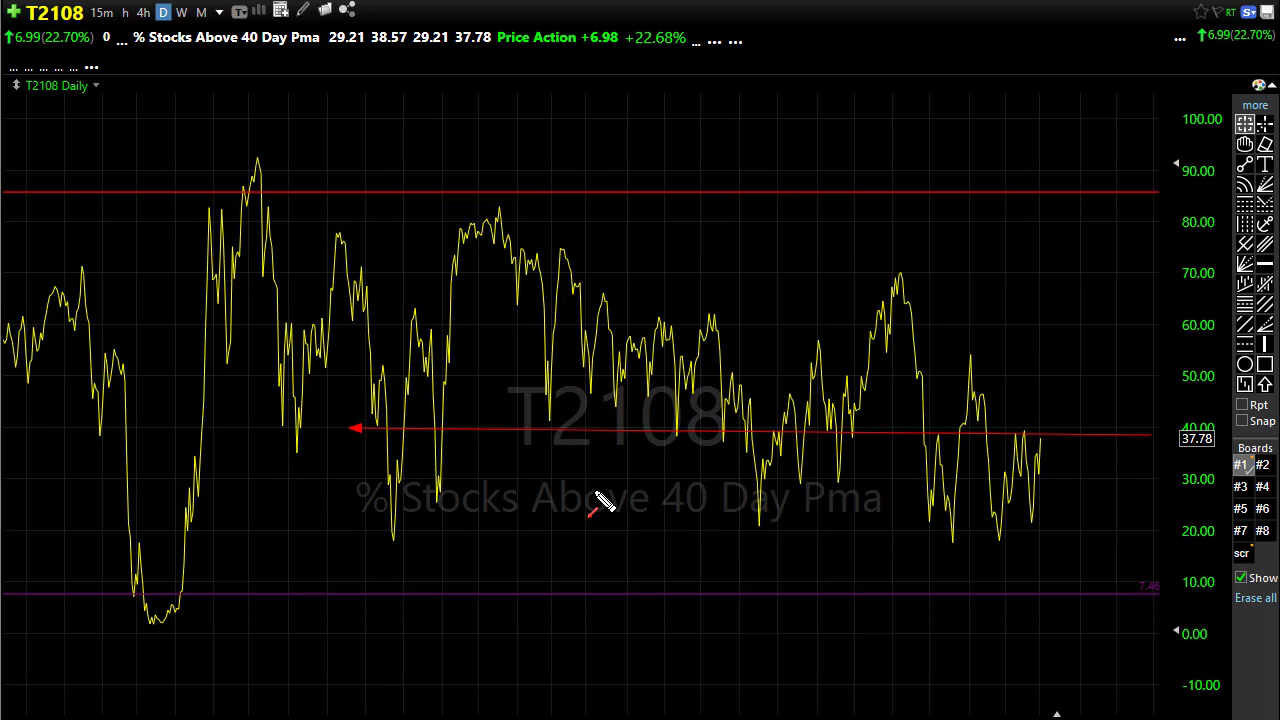 T2108 15m h 4h D W M T
RT S
6.99(22.70%) 0 ... % Stocks Above 40 Day Pma 29.21 38.57 29.21 37.78 Price Action +6.98 +22.68% ... ... ...
... 6.99(22.70%)
... ... ... ... ... ...
T2108 Daily
more
100.00
90.00
80.00
70.00
60.00
50.00
40.00
37.78
30.00
20.00
10.00
0.00
-10.00
7.46
T2108
% Stocks Above 40 Day Pma
T
Rpt
Snap
Boards
#1 #2
#3 #4
#5 #6
#7 #8
scr
Show
Erase all